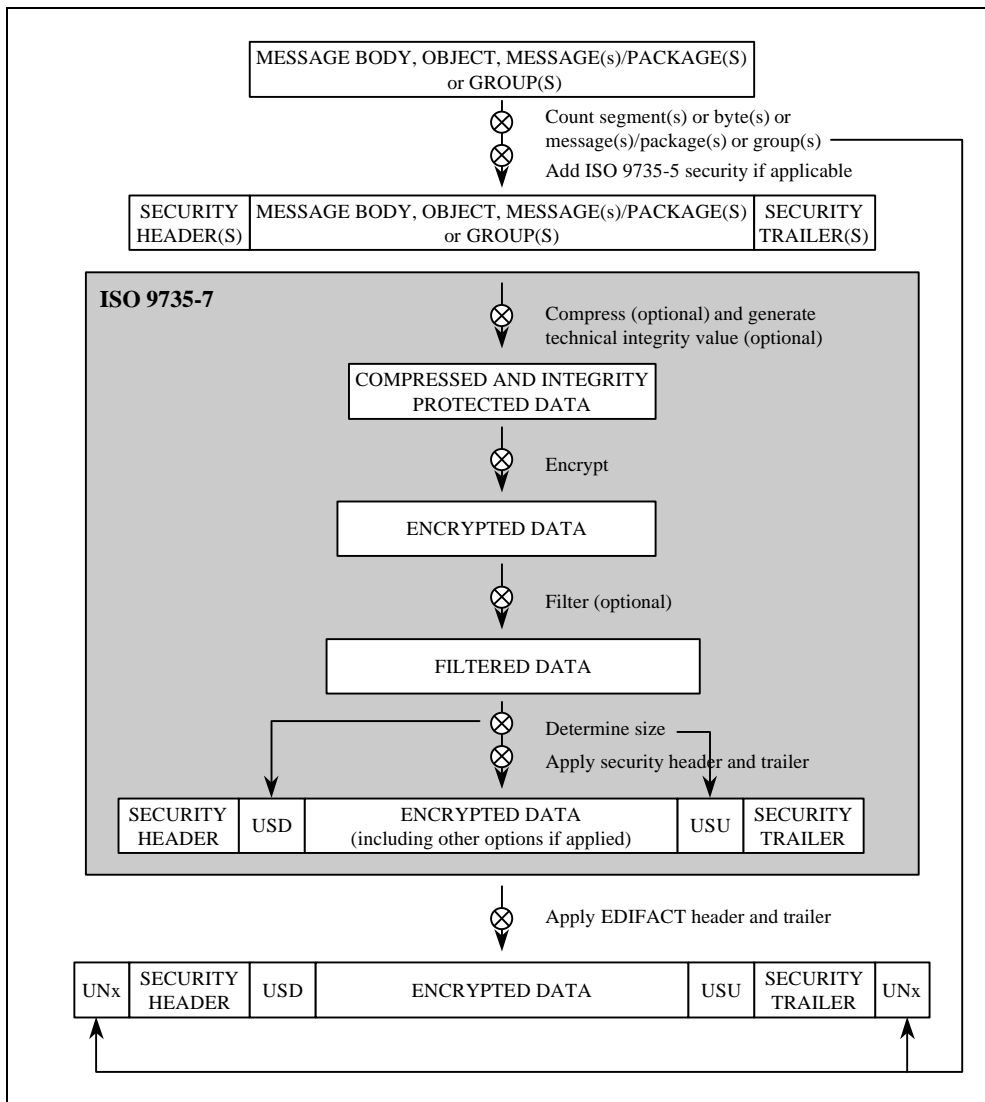 MESSAGE BODY, OBJECT, MESSAGE(s)/PACKAGE(S)
or GROUP(S)
Count segment(s) or byte(s) or
message(s)/package(s) or group(s)
Add ISO 9735-5 security if applicable
SECURITY
HEADER(S)
MESSAGE BODY, OBJECT, MESSAGE(s)/PACKAGE(S)
or GROUP(S)
SECURITY
TRAILER(S)
ISO 9735-7
Compress (optional) and generate
technical integrity value (optional)
COMPRESSED AND INTEGRITY
PROTECTED DATA
Encrypt
ENCRYPTED DATA
Filter (optional)
FILTERED DATA
Determine size
Apply security header and trailer
SECURITY
HEADER
USD
ENCRYPTED DATA
(including other options if applied)
USU
SECURITY
TRAILER
Apply EDIFACT header and trailer
UNx
SECURITY
HEADER
USD
ENCRYPTED DATA
USU
SECURITY
TRAILER
UNx